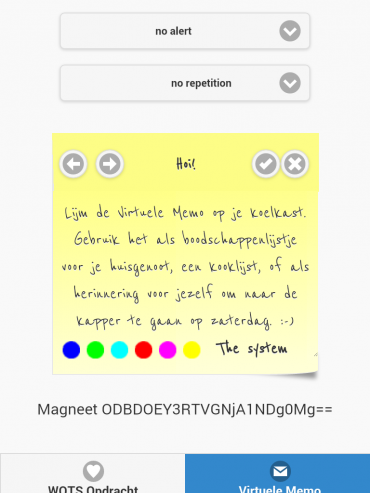 no alert
no repetition
Hoi!
Lijm de Virtuele Memo op je koelkast.
Gebruik het als boodschappenlijstje
voor je huisgenoot, een kooklijst, of als
herinnering voor jezelf om naar de
kapper te gaan op zaterdag. :-)
The system
Magneet ODBDOEY3RTVGNjA1NDg0Mg==
WOTS Opdracht
Virtuele Memo